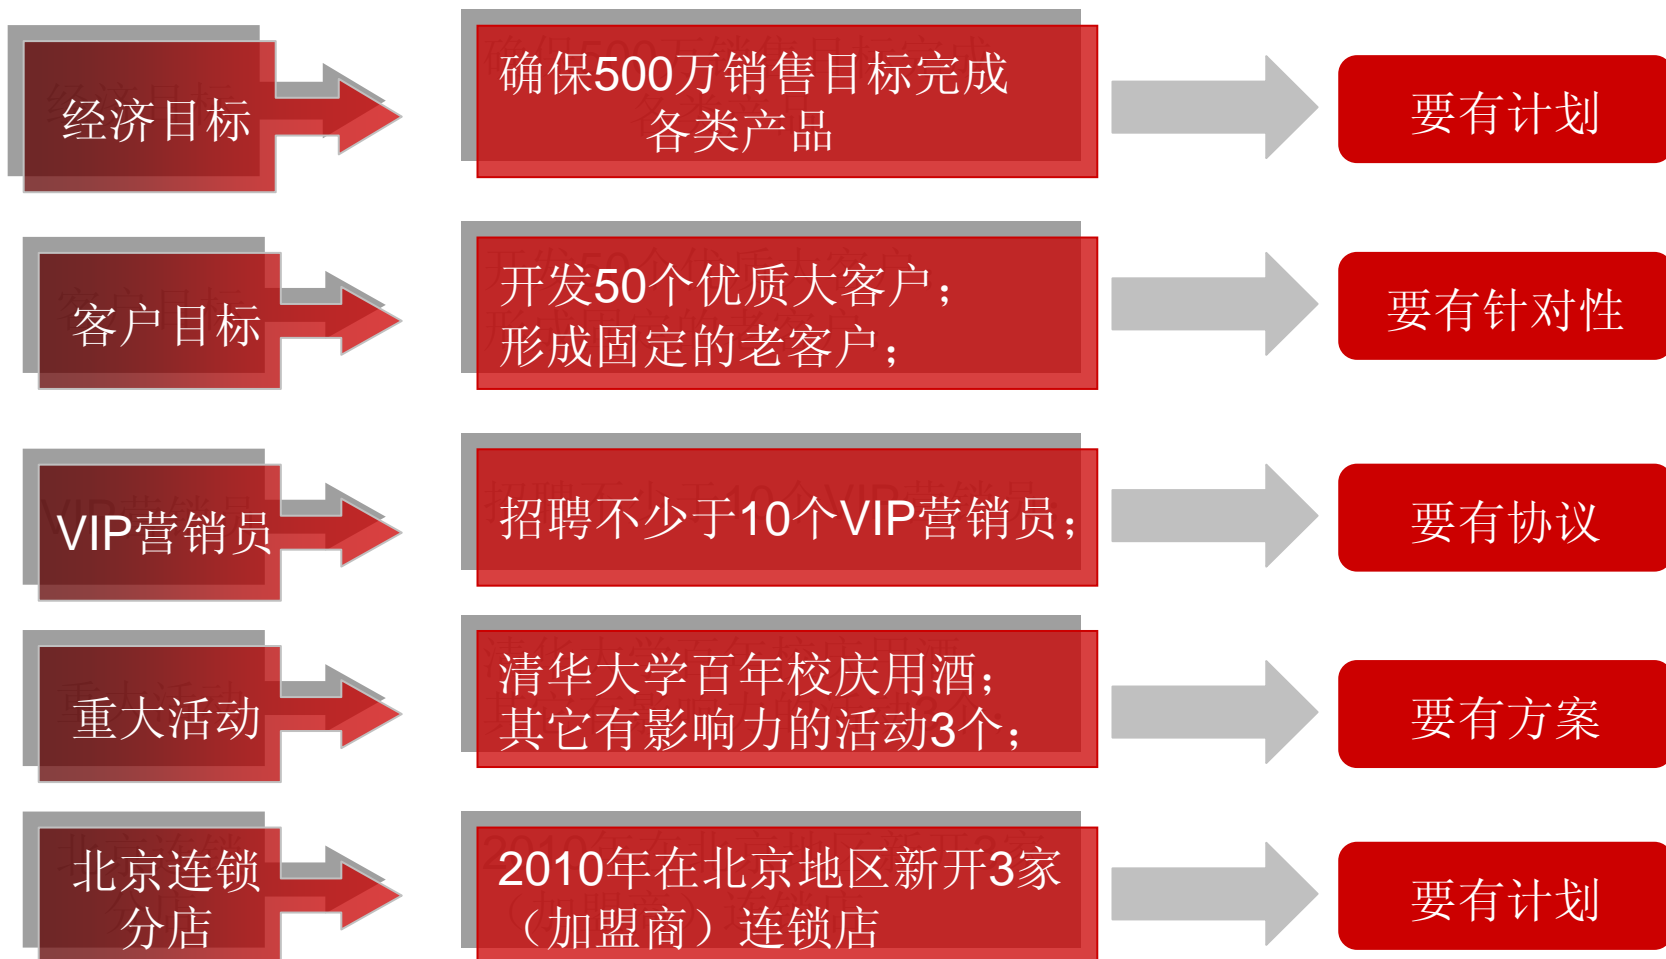 经济目标
确保500万销售目标完成
各类产品
要有计划
客户目标
开发50个优质大客户；
形成固定的老客户；
要有针对性
VIP营销员
招聘不少于10个VIP营销员；
要有协议
重大活动
清华大学百年校庆用酒；
其它有影响力的活动3个；
要有方案
北京连锁
分店
2010年在北京地区新开3家
（加盟商）连锁店
要有计划